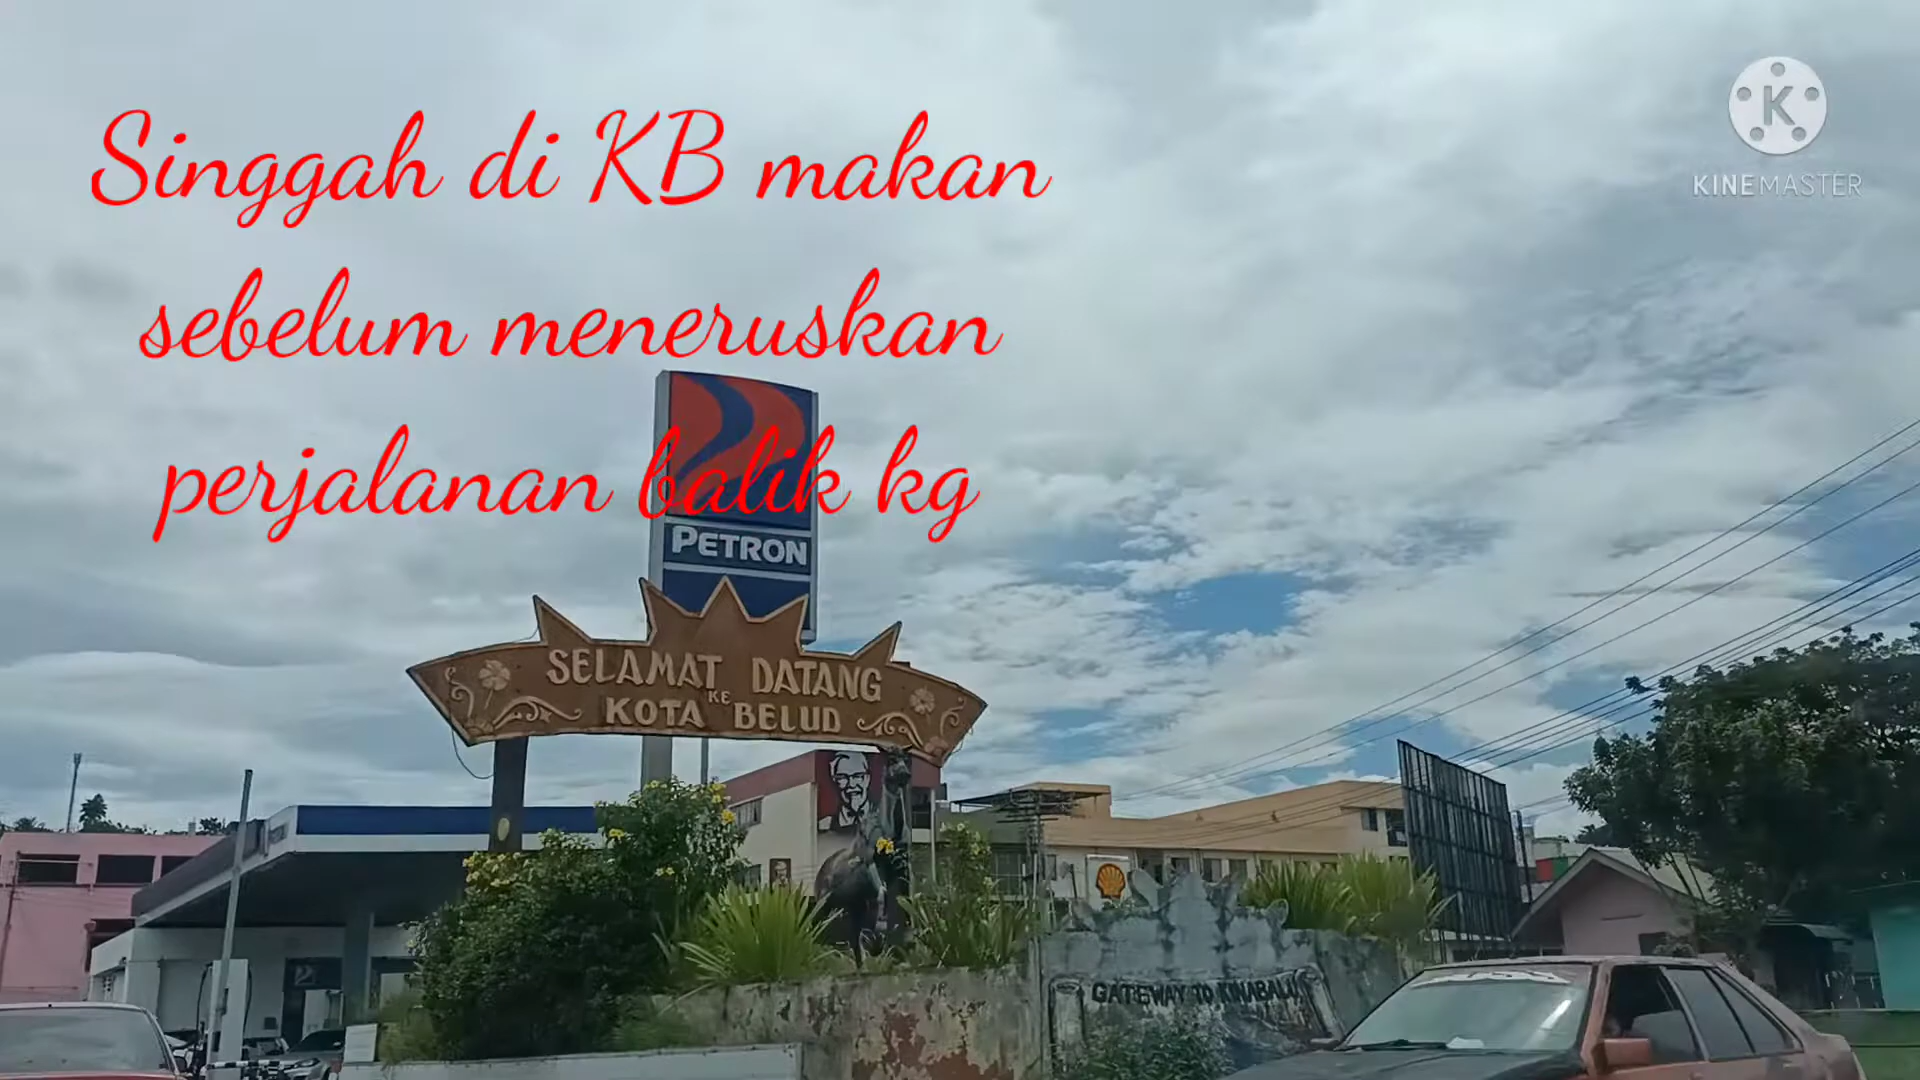 Singgah di KB makan
sebelum meneruskan
perjalanan balik kg
KINEMASTER
PETRON
SELAMAT DATANG
KE
KOTA BELUD
GATEWAY TO KINABALU